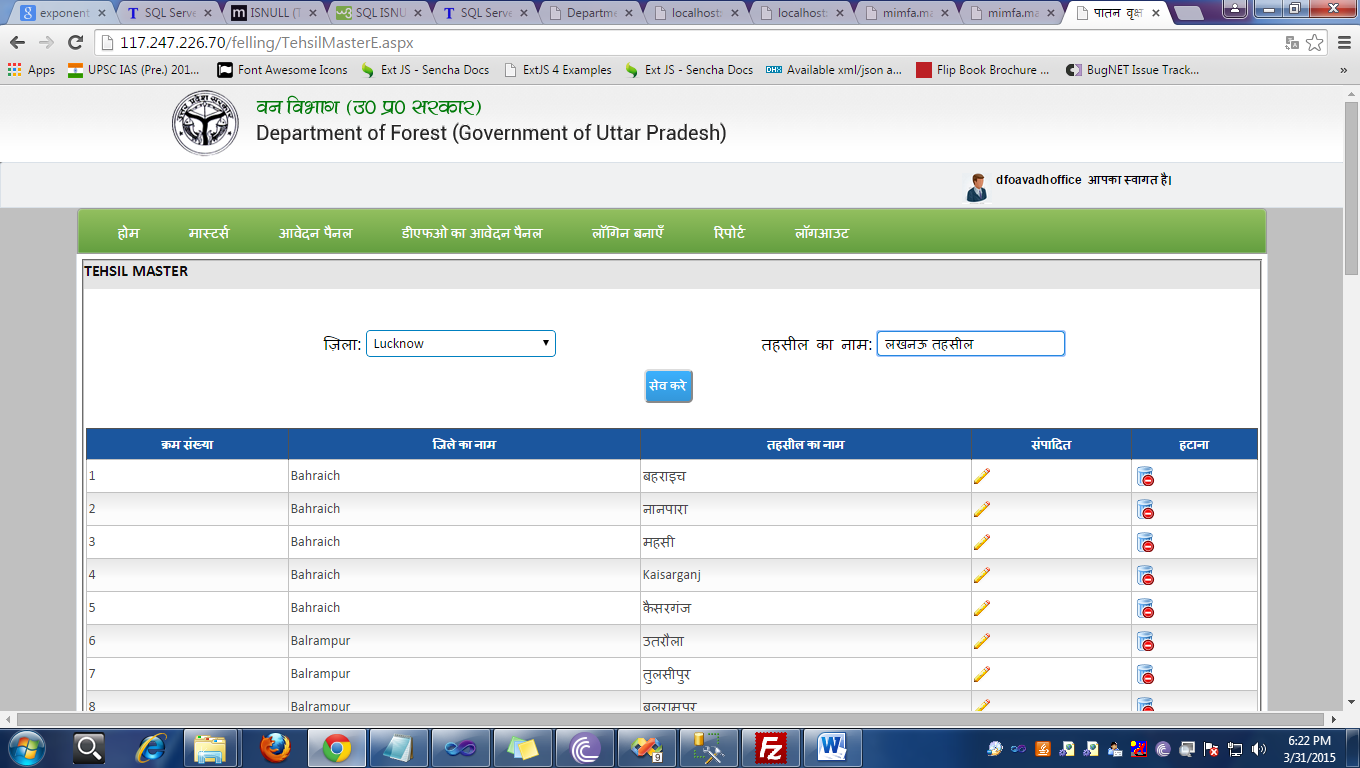 exponent
SQL Serve
ISNULL (T
SQL ISNU
SQL Serve
Departme
localhost:
localhost:
mimfa.ma
mimfa.ma
पातन वृक्ष
117.247.226.70/felling/TehsilMasterE.aspx
Apps
UPSC IAS (Pre.) 201...
Font Awesome Icons
Ext JS - Sencha Docs
ExtJS 4 Examples
Ext JS - Sencha Docs
Available xml/json a...
Flip Book Brochure ...
BugNET Issue Track...
वन विभाग (उ0 प्र0 सरकार)
Department of Forest (Government of Uttar Pradesh)
dfoavadhoffice आपका स्वागत है।
होम मास्टर्स आवेदन पैनल डीएफओ का आवेदन पैनल लॉगिन बनाएँ रिपोर्ट लॉगआउट
TEHSIL MASTER
ज़िला: Lucknow तहसील का नाम: लखनऊ तहसील
सेव करे
क्रम संख्या जिले का नाम तहसील का नाम संपादित हटाना
1 Bahraich बहराइच
2 Bahraich नानपारा
3 Bahraich महसी
4 Bahraich Kaisarganj
5 Bahraich कैसरगंज
6 Balrampur उतरौला
7 Balrampur तुलसीपुर
8 Balrampur बलरामपुर
6:22 PM
3/31/2015